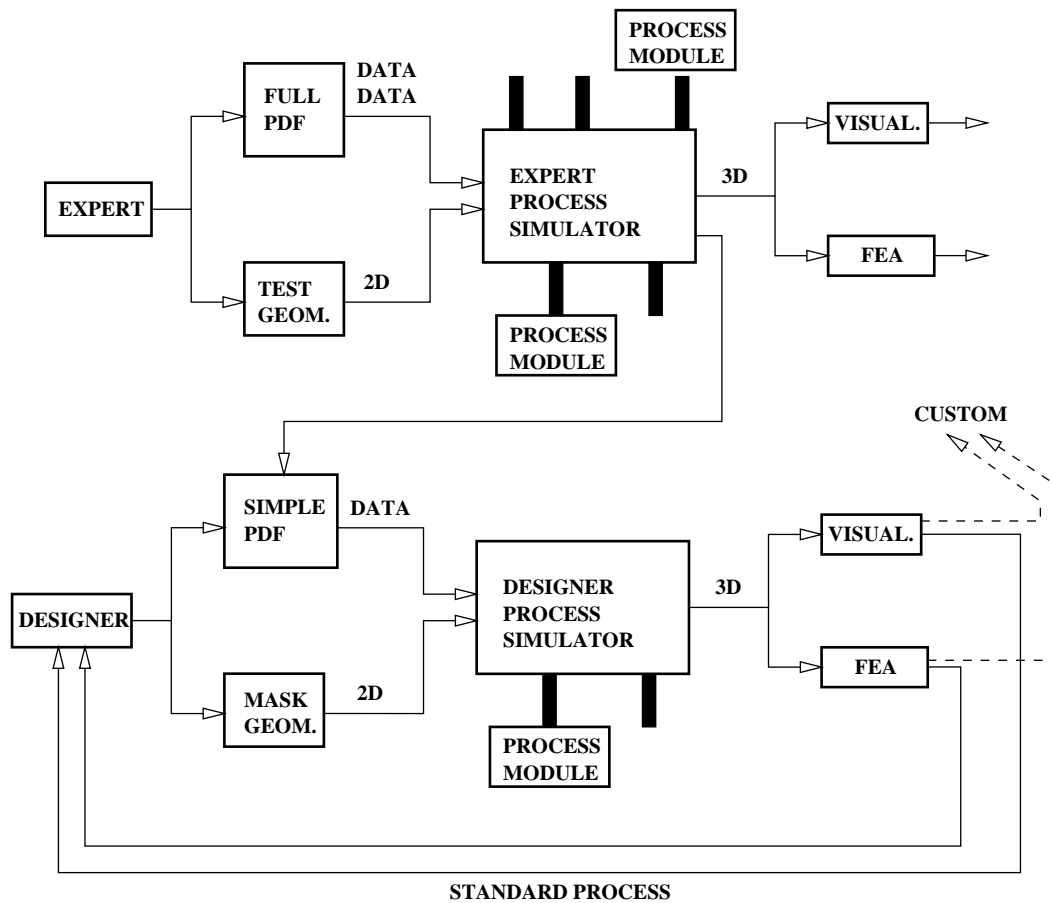 PROCESS
MODULE
DATA
DATA
FULL
PDF
VISUAL.
EXPERT
PROCESS
SIMULATOR
3D
EXPERT
FEA
2D
TEST
GEOM.
PROCESS
MODULE
CUSTOM
SIMPLE
PDF
DATA
VISUAL.
DESIGNER
PROCESS
SIMULATOR
3D
DESIGNER
FEA
MASK
GEOM.
2D
PROCESS
MODULE
STANDARD PROCESS